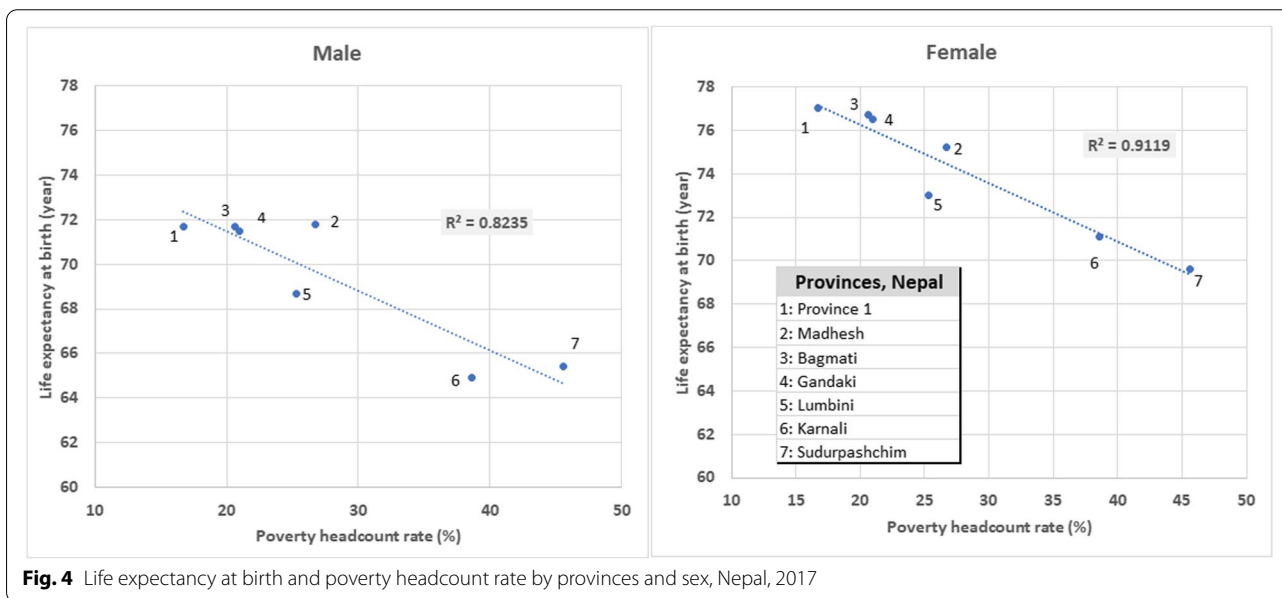 Male
Life expectancy at birth (year)
78
76
74
72
70
68
66
64
62
60
1
3
4
2
5
6
7
R² = 0.8235
10
20
30
40
50
Poverty headcount rate (%)
Female
Life expectancy at birth (year)
78
76
74
72
70
68
66
64
62
60
1
3
4
2
5
6
7
R² = 0.9119
Provinces, Nepal
1: Province 1
2: Madhesh
3: Bagmati
4: Gandaki
5: Lumbini
6: Karnali
7: Sudurpashchim
10
15
20
25
30
35
40
45
50
Poverty headcount rate (%)
Fig. 4 Life expectancy at birth and poverty headcount rate by provinces and sex, Nepal, 2017